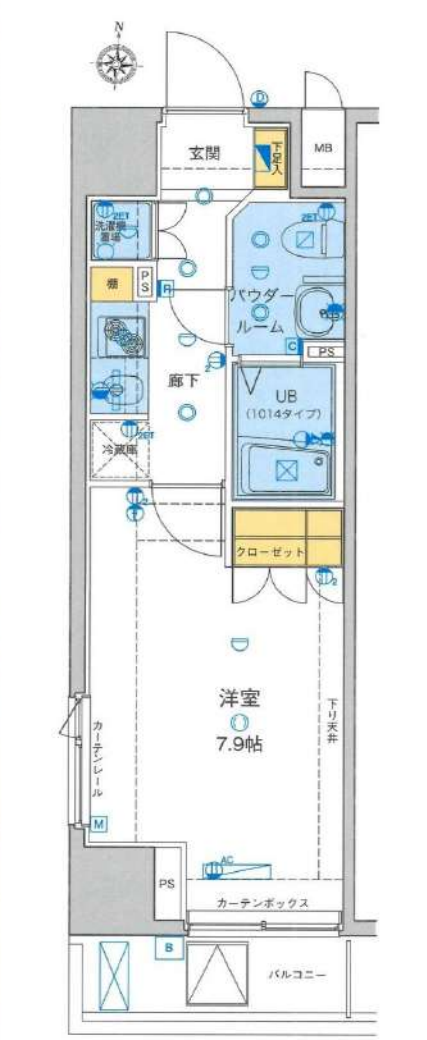 N
D
玄関
下足入
MB
2ET
洗濯機
置場
2ET
棚
PS
R
パウダー
ルーム
C
PS
2
廊下
UB
(1014タイプ)
2ET
冷蔵庫
2
クローゼット
2
洋室
7.9帖
下り天井
カーテンレール
M
AC
PS
カーテンボックス
S
バルコニー